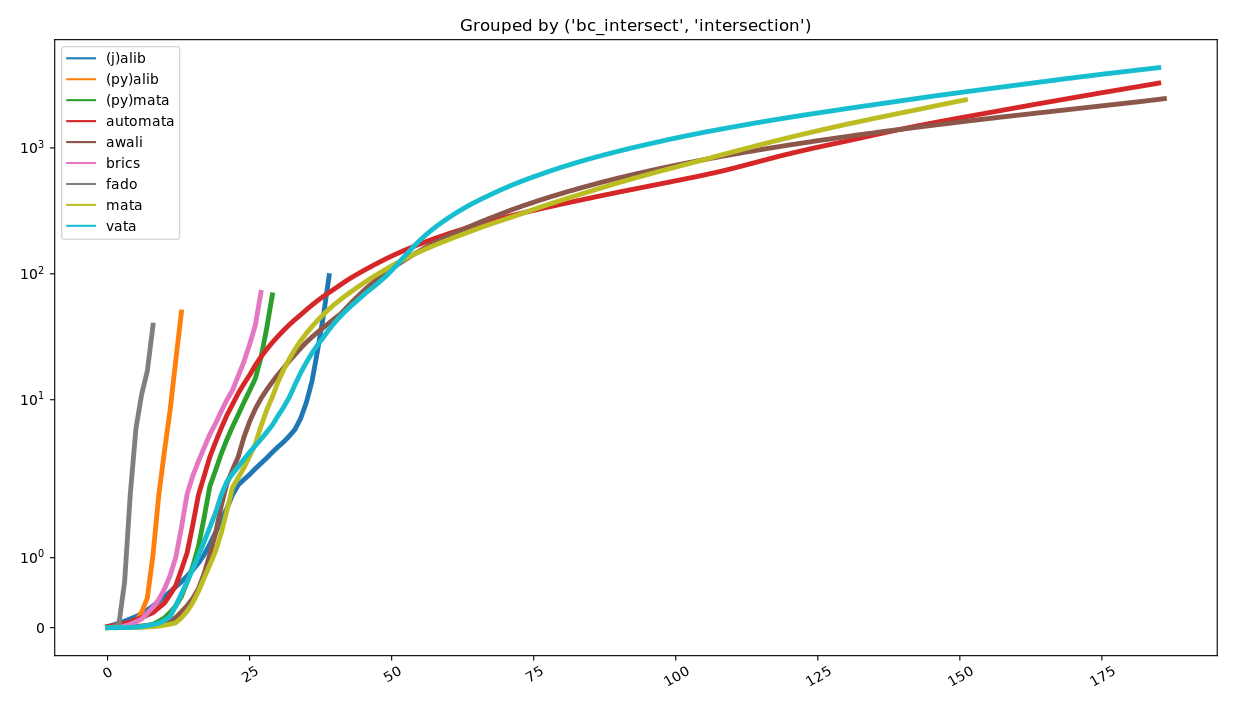 Grouped by ('bc_intersect', 'intersection')
(j)alib
(py)alib
(py)mata
automata
awali
brics
fado
mata
vata
10³
10²
10¹
10⁰
0
0
25
50
75
100
125
150
175